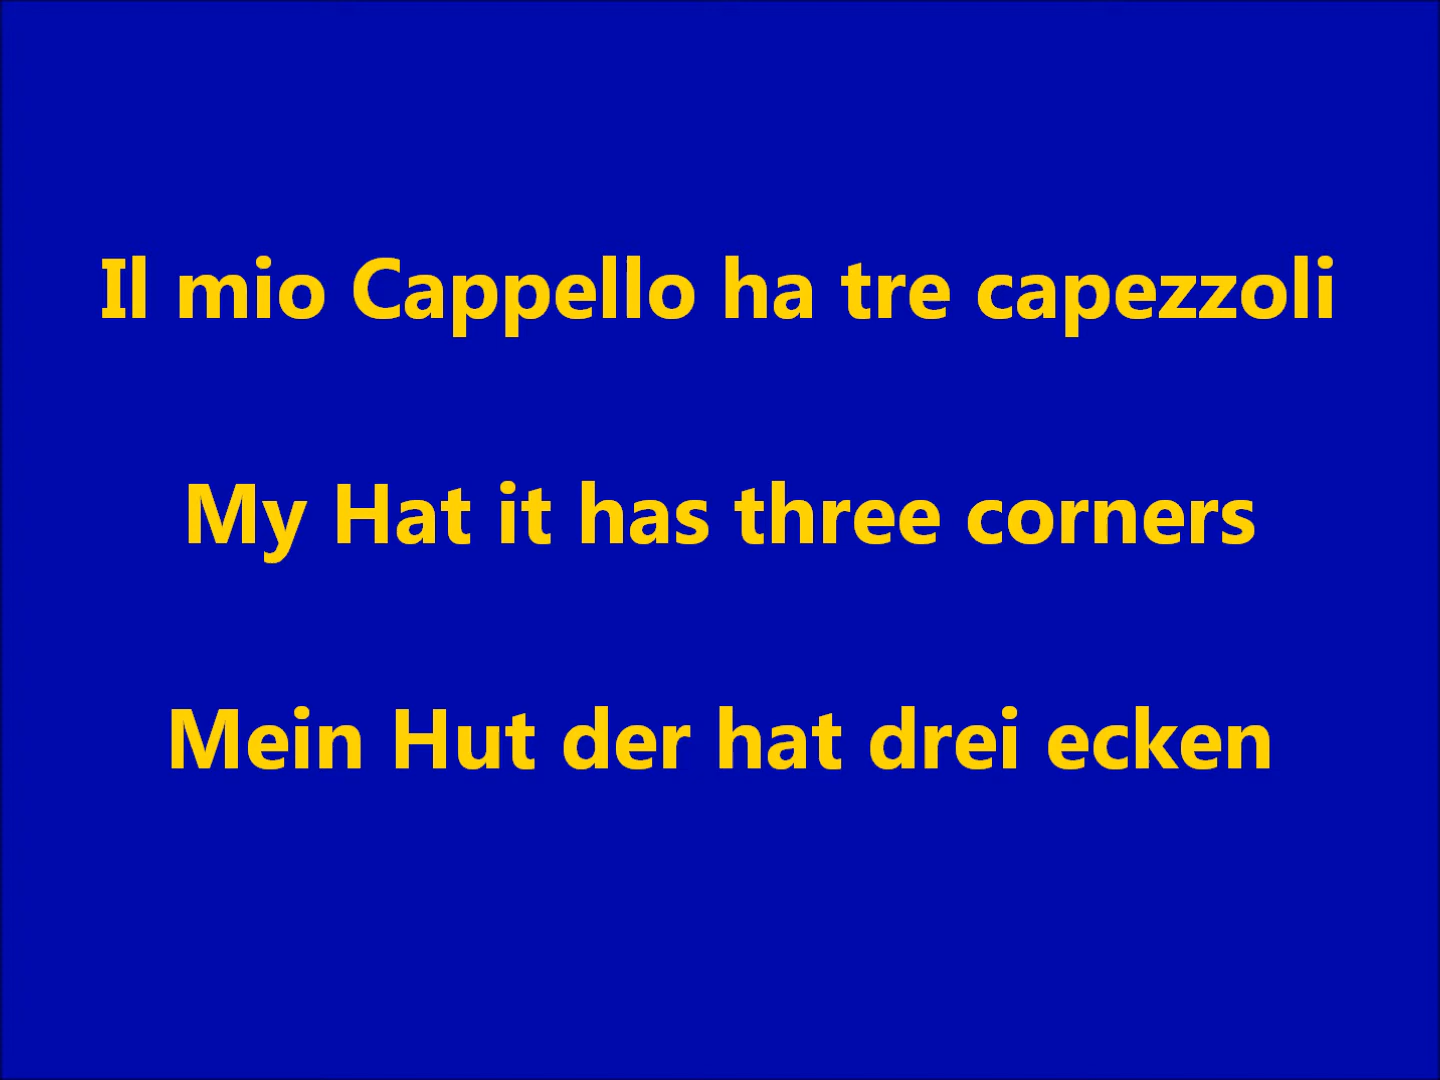 Il mio Cappello ha tre capezzoli
My Hat it has three corners
Mein Hut der hat drei ecken